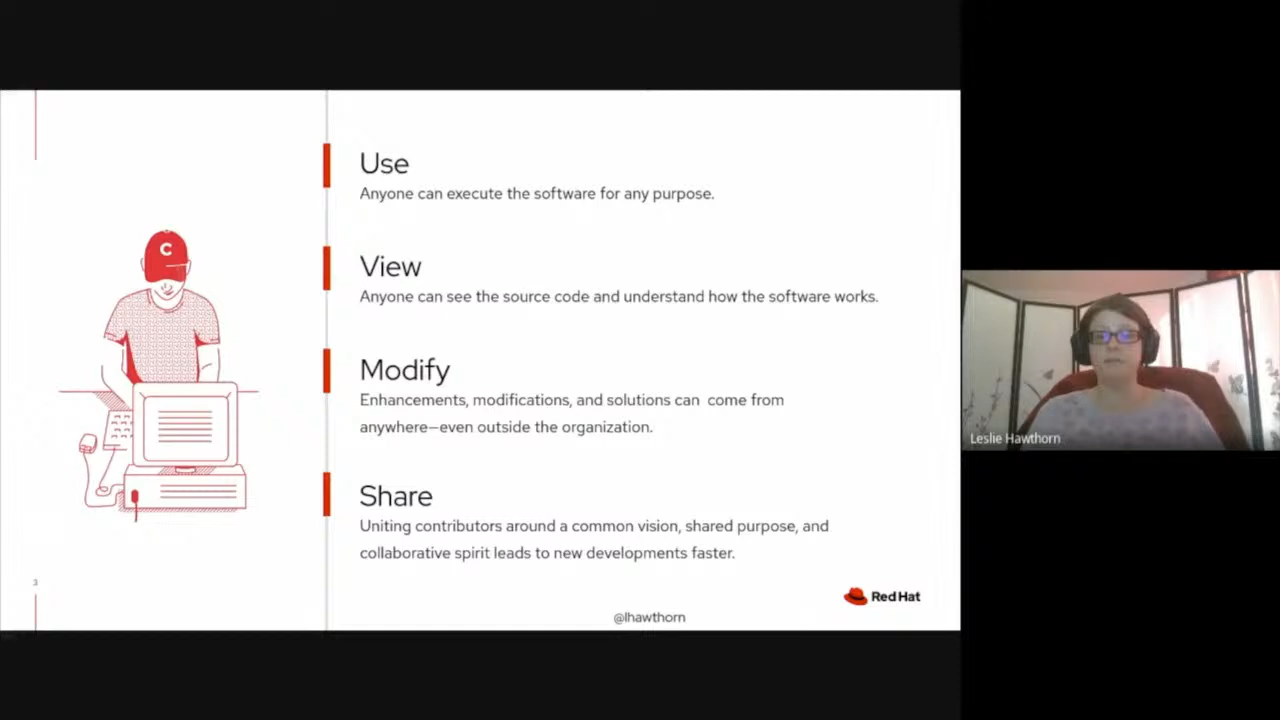 C
Use
Anyone can execute the software for any purpose.
View
Anyone can see the source code and understand how the software works.
Modify
Enhancements, modifications, and solutions can  come from
anywhere—even outside the organization.
Share
Uniting contributors around a common vision, shared purpose, and
collaborative spirit leads to new developments faster.
3
Red Hat
@lhawthorn
Leslie Hawthorn